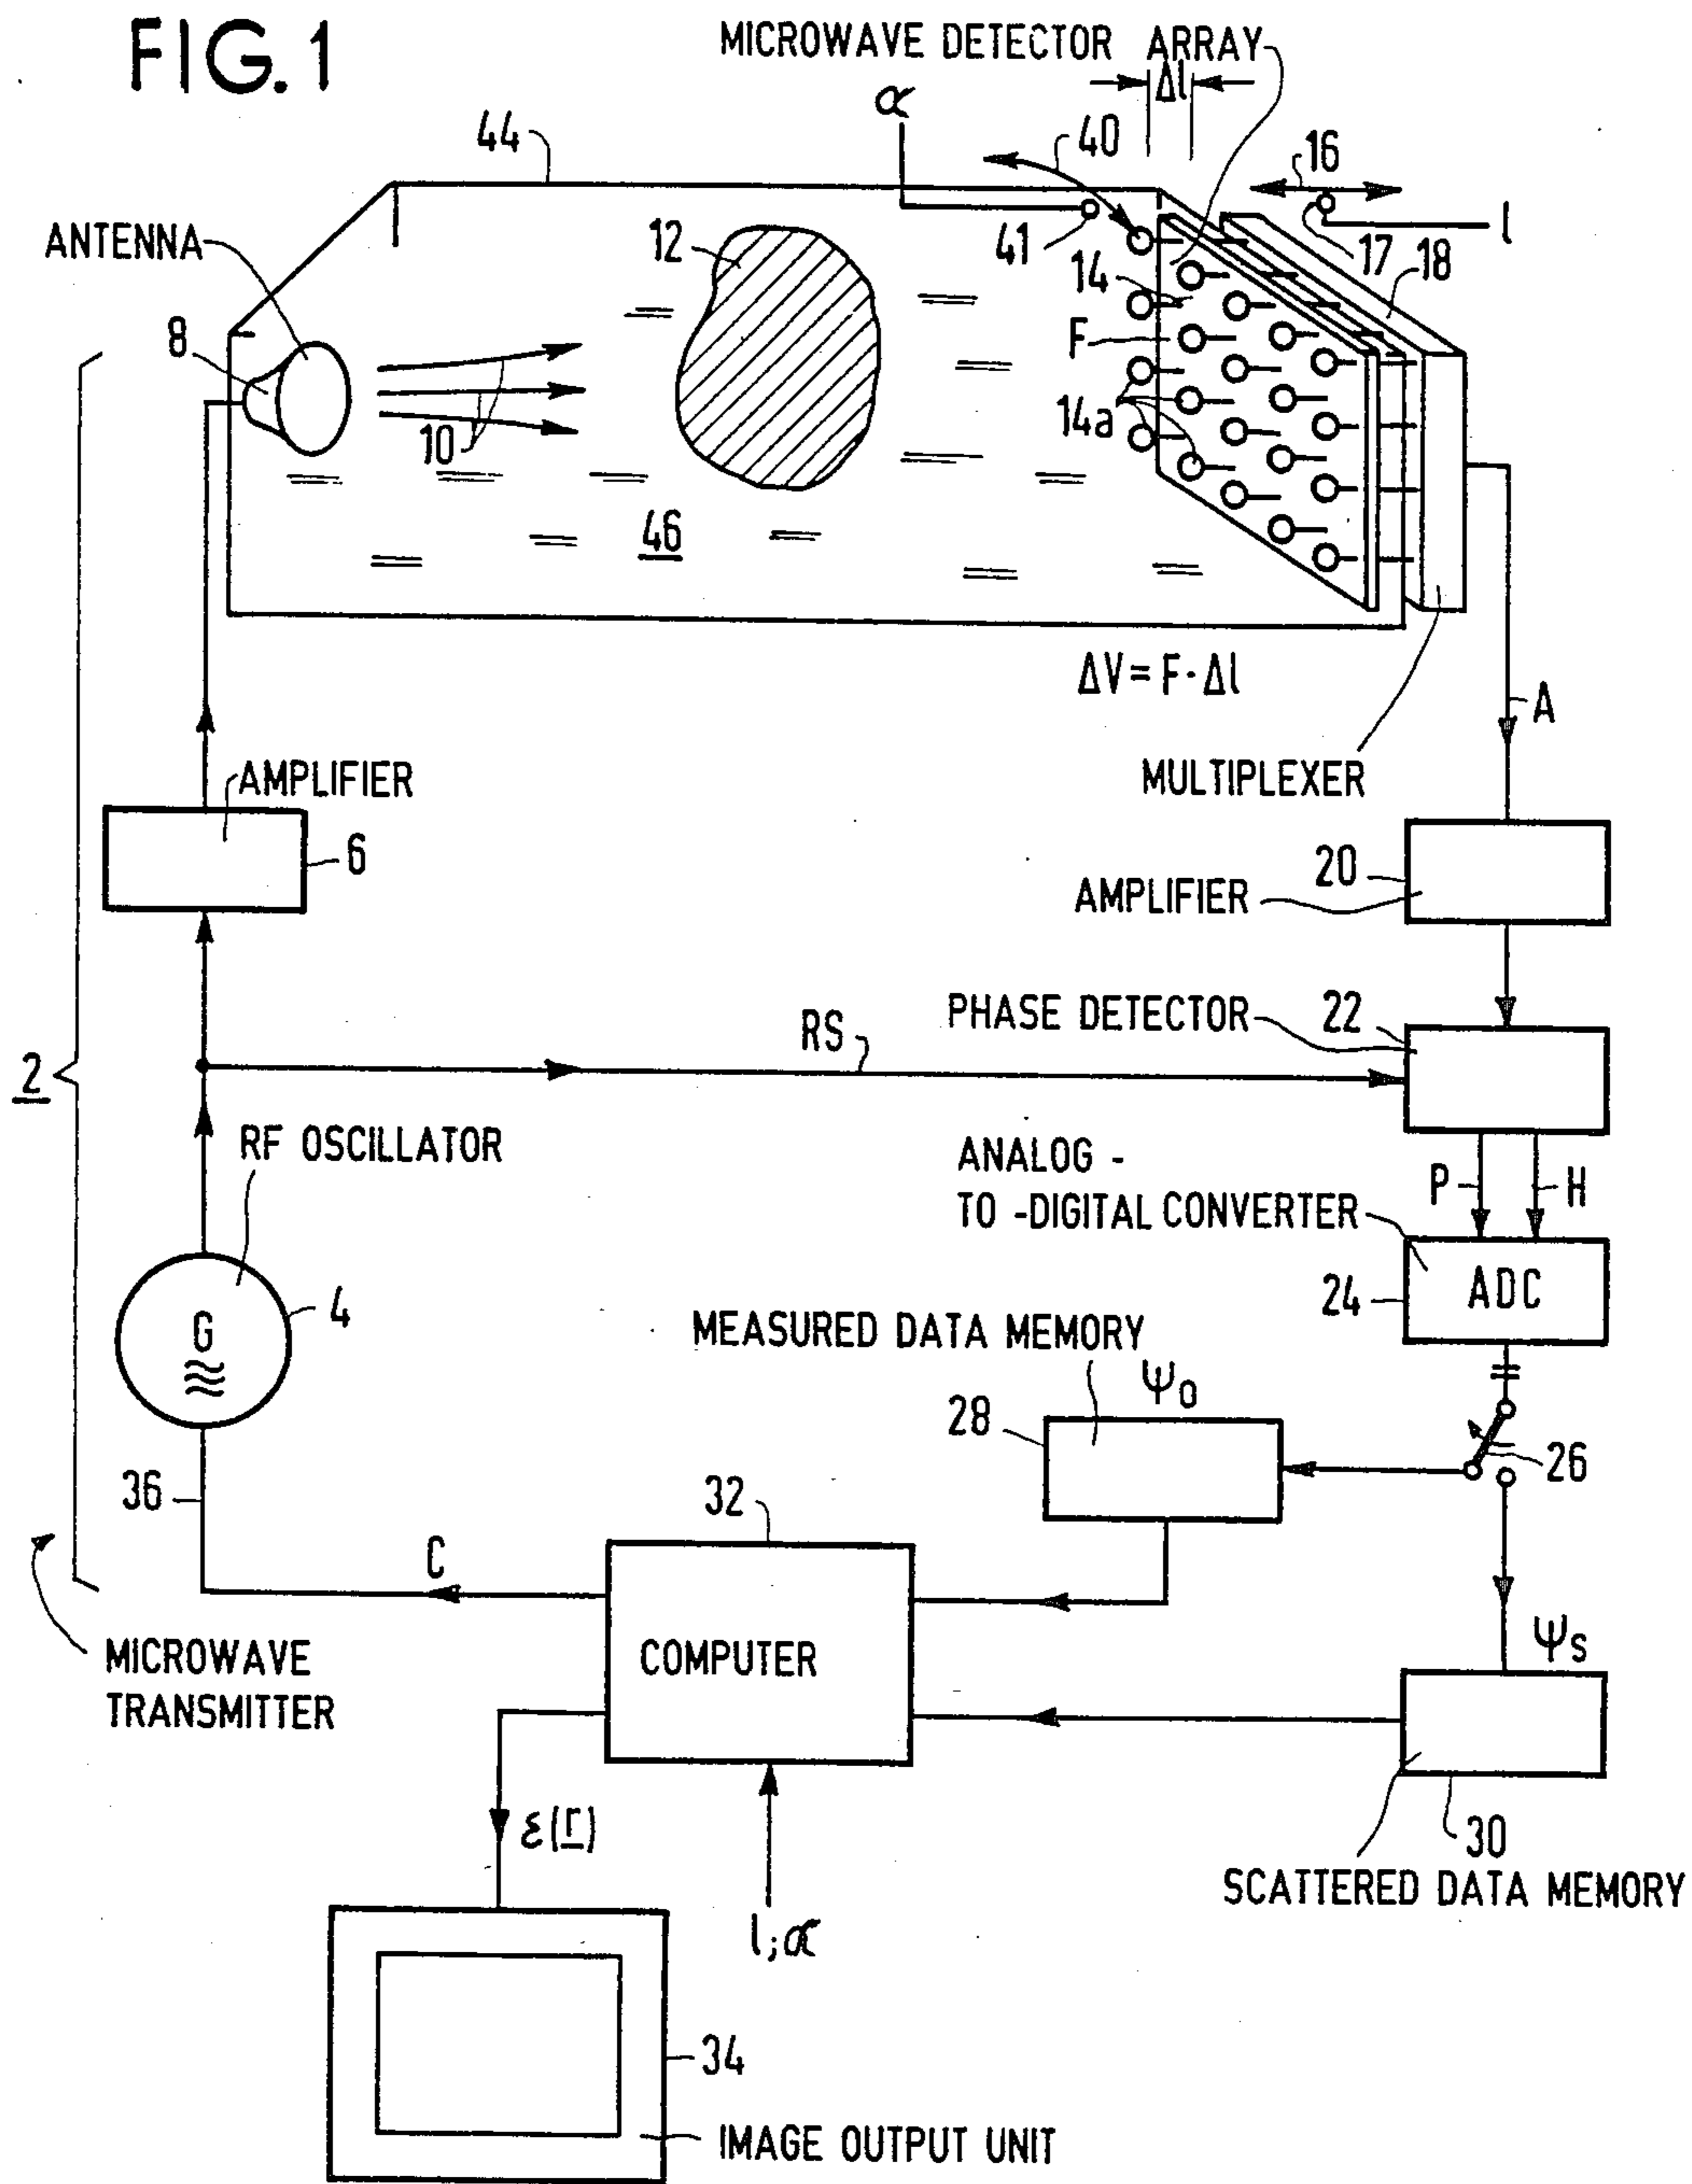 FIG. 1
MICROWAVE DETECTOR ARRAY
Δl
α
40
44
16
ANTENNA
12
41
17
18
l
14
8
F
14a
10
46
ΔV = F·Δl
A
MULTIPLEXER
AMPLIFIER
6
20
AMPLIFIER
PHASE DETECTOR
22
RS
2
RF OSCILLATOR
ANALOG -
TO -DIGITAL CONVERTER
P
H
ADC
24
G
4
MEASURED DATA MEMORY
Ψ0
28
26
36
32
C
COMPUTER
ΨS
MICROWAVE
TRANSMITTER
ε(r)
30
SCATTERED DATA MEMORY
l;α
34
IMAGE OUTPUT UNIT